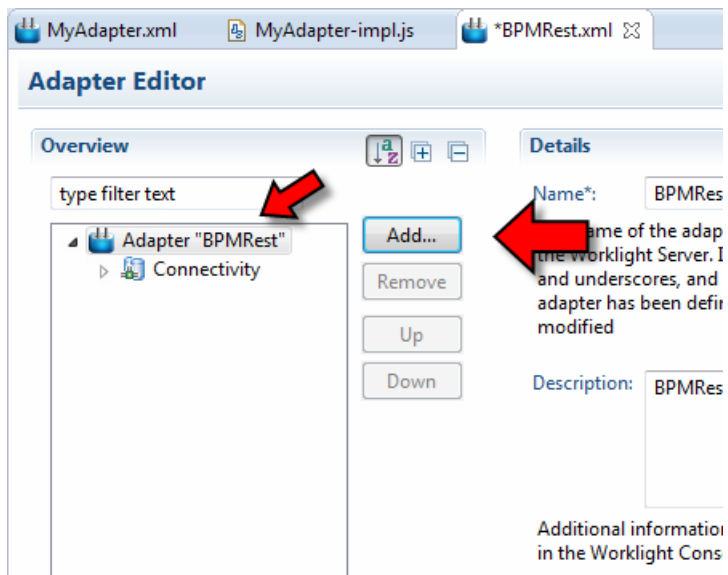 MyAdapter.xml MyAdapter-impl.js *BPMRest.xml
Adapter Editor
Overview
type filter text
Adapter "BPMRest"
Connectivity
Add...
Remove
Up
Down
Details
Name*: BPMRes
ame of the adap
the Worklight Server. I
and underscores, and
adapter has been defin
modified
Description: BPMRes
Additional information
in the Worklight Cons